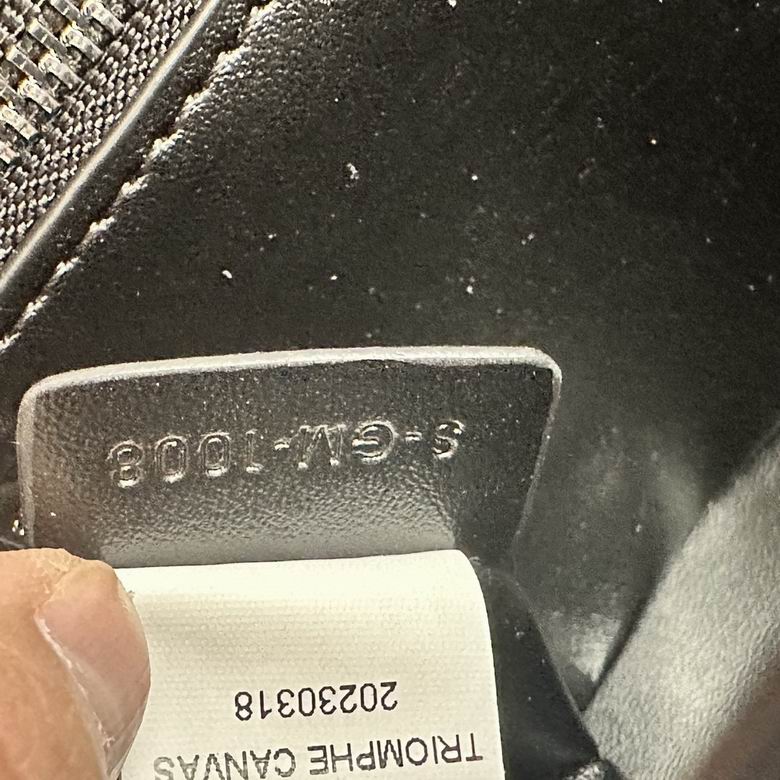 TRIOMPHE CANVAS
20230318
S-GM-1008